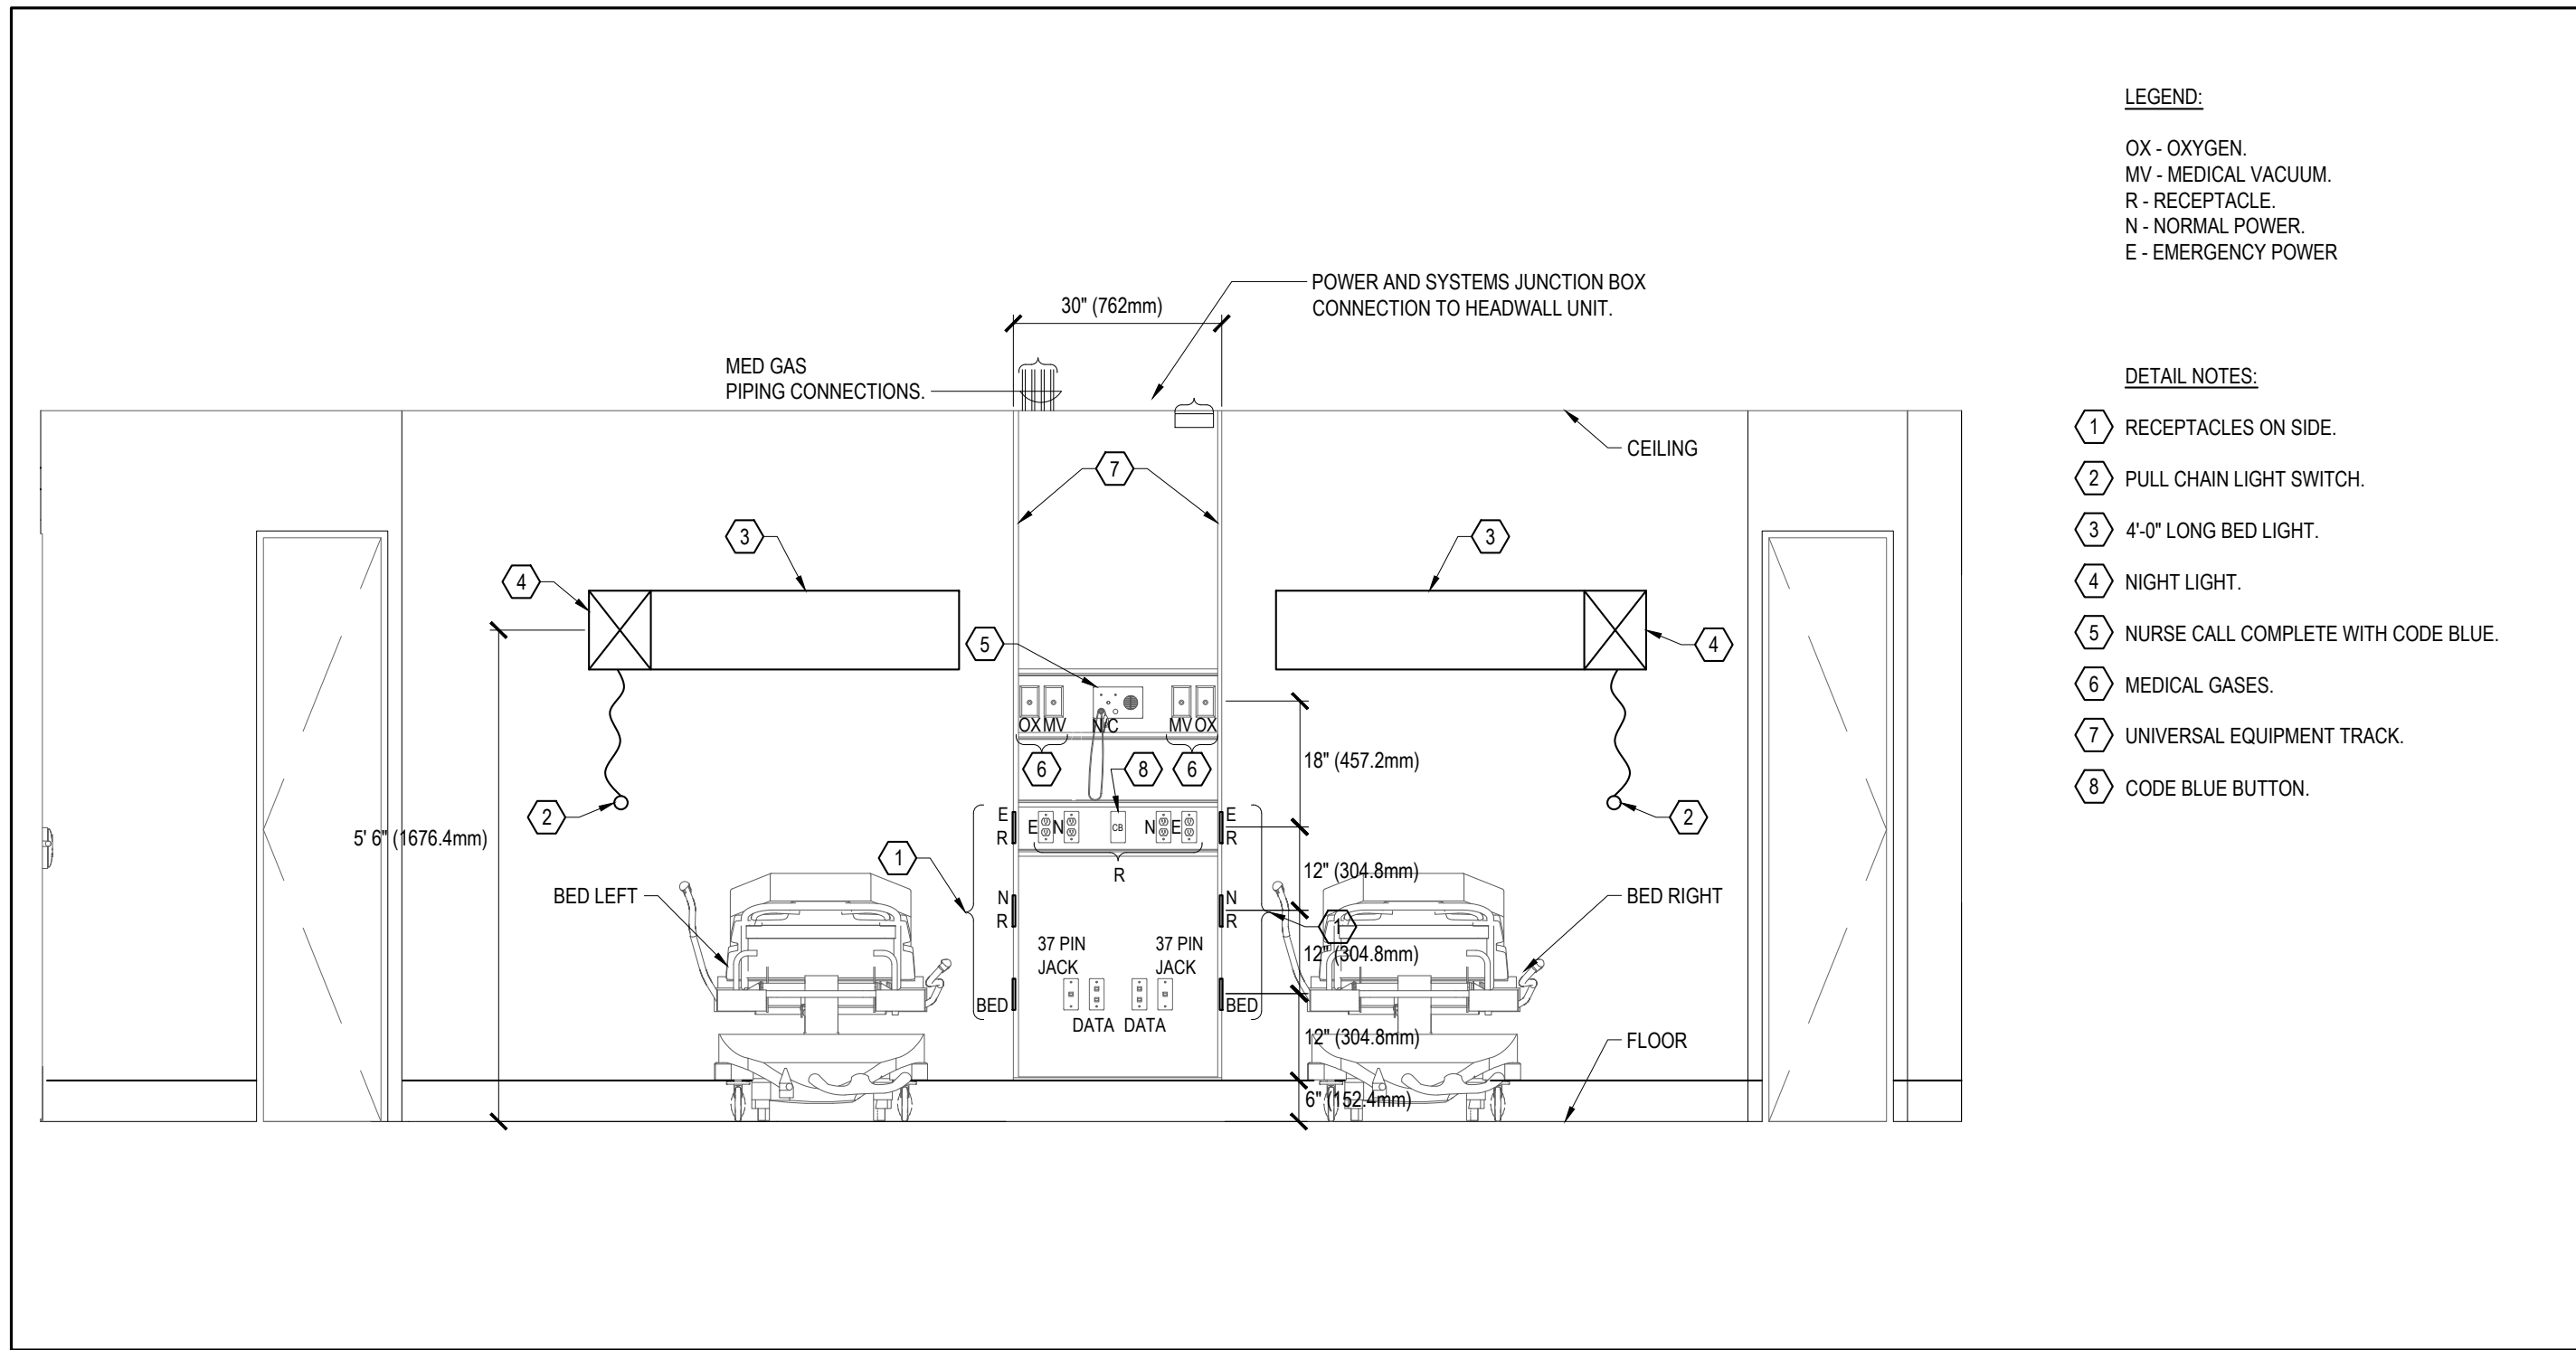 LEGEND:
OX - OXYGEN.
MV - MEDICAL VACUUM.
R - RECEPTACLE.
N - NORMAL POWER.
E - EMERGENCY POWER
POWER AND SYSTEMS JUNCTION BOX
CONNECTION TO HEADWALL UNIT.
30" (762mm)
MED GAS
PIPING CONNECTIONS.
CEILING
DETAIL NOTES:
1 RECEPTACLES ON SIDE.
2 PULL CHAIN LIGHT SWITCH.
3 4'-0" LONG BED LIGHT.
4 NIGHT LIGHT.
5 NURSE CALL COMPLETE WITH CODE BLUE.
6 MEDICAL GASES.
7 UNIVERSAL EQUIPMENT TRACK.
8 CODE BLUE BUTTON.
7
3
3
4
5
4
OX MV N/C MV OX
6
8
6
18" (457.2mm)
2
2
5' 6" (1676.4mm)
E
R
E N CB N E
E
R
R
1
12" (304.8mm)
BED LEFT
BED RIGHT
N
R
N
R
1
37 PIN
JACK
37 PIN
JACK
12" (304.8mm)
BED
BED
DATA DATA
12" (304.8mm)
FLOOR
6" (152.4mm)